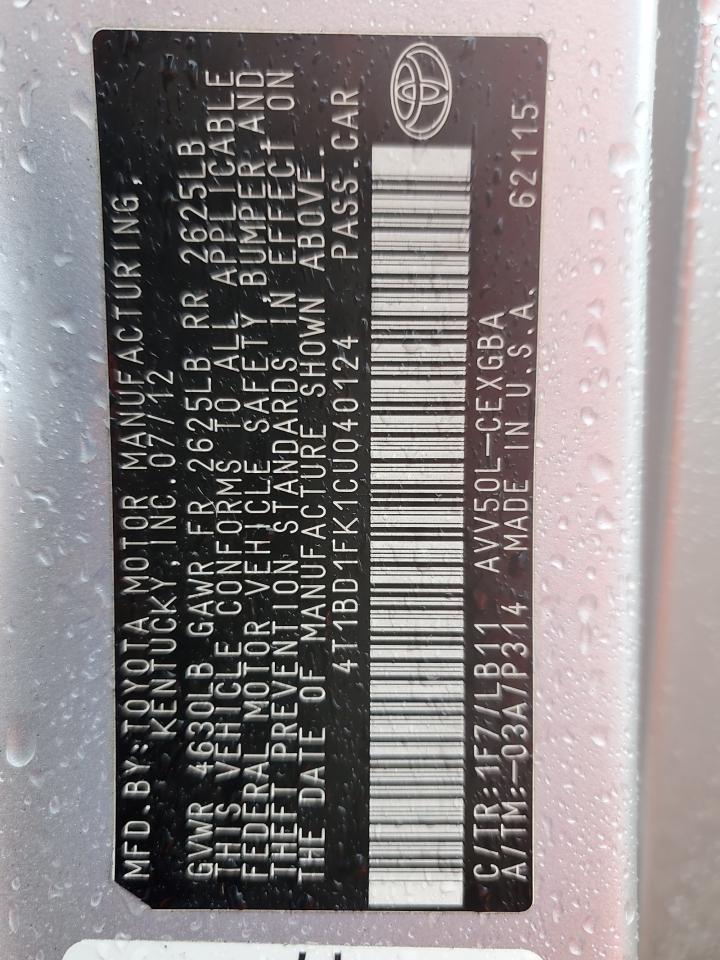 MFD.BY:TOYOTA MOTOR MANUFACTURING,
KENTUCKY, INC.07/12
GVWR 4630LB GAWR FR 2625LB RR 2625LB
THIS VEHICLE CONFORMS TO ALL APPLICABLE
FEDERAL MOTOR VEHICLE SAFETY,BUMPER,AND
THEFT PREVENTION STANDARDS IN EFFECT ON
THE DATE OF MANUFACTURE SHOWN ABOVE.
4T1BD1FK1CU040124 PASS.CAR
C/TR:1F7/LB11 AVV50L-CEXGBA
A/TM:-03A/P314 MADE IN U.S.A. 62115